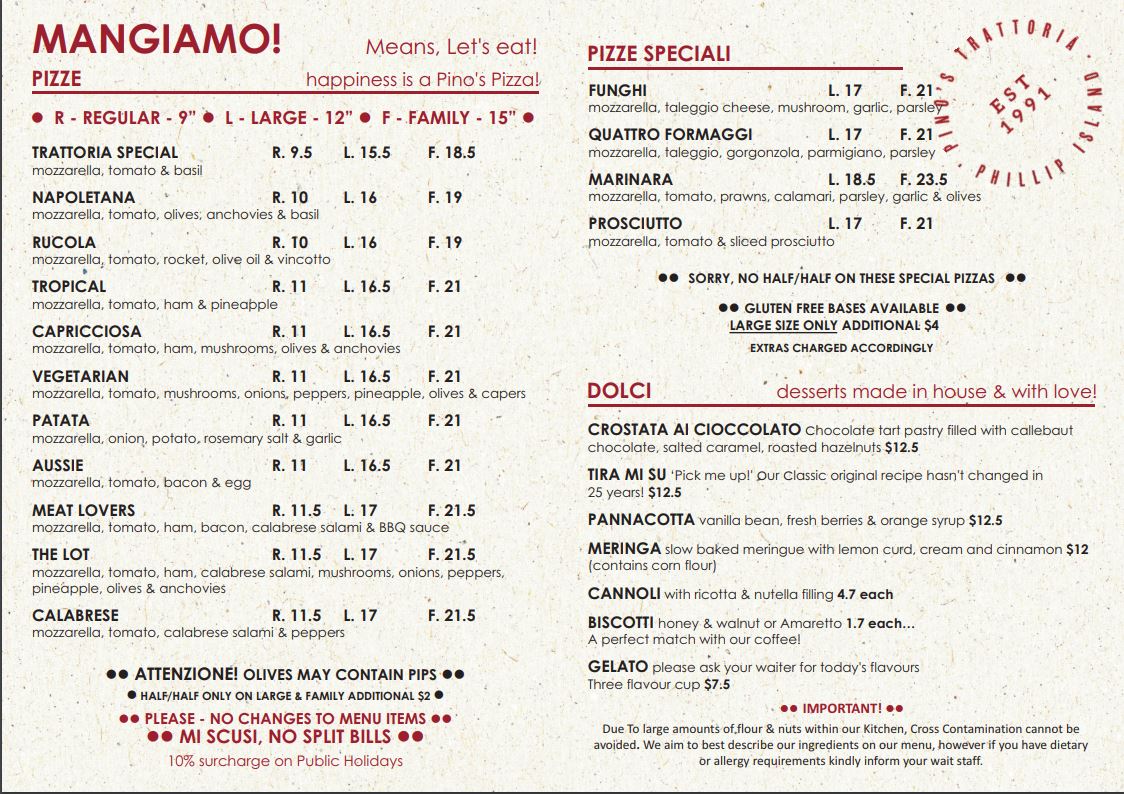 MANGIAMO!
Means, Let's eat!
PIZZE
happiness is a Pino's Pizza!
● R - REGULAR - 9” ● L - LARGE - 12” ● F - FAMILY - 15” ●
TRATTORIA SPECIAL R. 9.5 L. 15.5 F. 18.5
mozzarella, tomato & basil
NAPOLETANA R. 10 L. 16 F. 19
mozzarella, tomato, olives, anchovies & basil
RUCOLA R. 10 L. 16 F. 19
mozzarella, tomato, rocket, olive oil & vincotto
TROPICAL R. 11 L. 16.5 F. 21
mozzarella, tomato, ham & pineapple
CAPRICCIOSA R. 11 L. 16.5 F. 21
mozzarella, tomato, ham, mushrooms, olives & anchovies
VEGETARIAN R. 11 L. 16.5 F. 21
mozzarella, tomato, mushrooms, onions, peppers, pineapple, olives & capers
PATATA R. 11 L. 16.5 F. 21
mozzarella, onion, potato, rosemary salt & garlic
AUSSIE R. 11 L. 16.5 F. 21
mozzarella, tomato, bacon & egg
MEAT LOVERS R. 11.5 L. 17 F. 21.5
mozzarella, tomato, ham, bacon, calabrese salami & BBQ sauce
THE LOT R. 11.5 L. 17 F. 21.5
mozzarella, tomato, ham, calabrese salami, mushrooms, onions, peppers,
pineapple, olives & anchovies
CALABRESE R. 11.5 L. 17 F. 21.5
mozzarella, tomato, calabrese salami & peppers
●● ATTENZIONE! OLIVES MAY CONTAIN PIPS ●●
● HALF/HALF ONLY ON LARGE & FAMILY ADDITIONAL $2 ●
●● PLEASE - NO CHANGES TO MENU ITEMS ●●
●● MI SCUSI, NO SPLIT BILLS ●●
10% surcharge on Public Holidays
PIZZE SPECIALI
FUNGHI L. 17 F. 21
mozzarella, taleggio cheese, mushroom, garlic, parsley
QUATTRO FORMAGGI L. 17 F. 21
mozzarella, taleggio, gorgonzola, parmigiano, parsley
MARINARA L. 18.5 F. 23.5
mozzarella, tomato, prawns, calamari, parsley, garlic & olives
PROSCIUTTO L. 17 F. 21
mozzarella, tomato & sliced prosciutto
PINO'S TRATTORIA · PHILLIP ISLAND ·
EST
1991
●● SORRY, NO HALF/HALF ON THESE SPECIAL PIZZAS ●●
●● GLUTEN FREE BASES AVAILABLE ●●
LARGE SIZE ONLY ADDITIONAL $4
EXTRAS CHARGED ACCORDINGLY
DOLCI
desserts made in house & with love!
CROSTATA AI CIOCCOLATO Chocolate tart pastry filled with callebaut
chocolate, salted caramel, roasted hazelnuts $12.5
TIRA MI SU 'Pick me up!' Our Classic original recipe hasn't changed in
25 years! $12.5
PANNACOTTA vanilla bean, fresh berries & orange syrup $12.5
MERINGA slow baked meringue with lemon curd, cream and cinnamon $12
(contains corn flour)
CANNOLI with ricotta & nutella filling 4.7 each
BISCOTTI honey & walnut or Amaretto 1.7 each...
A perfect match with our coffee!
GELATO please ask your waiter for today's flavours
Three flavour cup $7.5
●● IMPORTANT! ●●
Due To large amounts of flour & nuts within our Kitchen, Cross Contamination cannot be
avoided. We aim to best describe our ingredients on our menu, however if you have dietary
or allergy requirements kindly inform your wait staff.